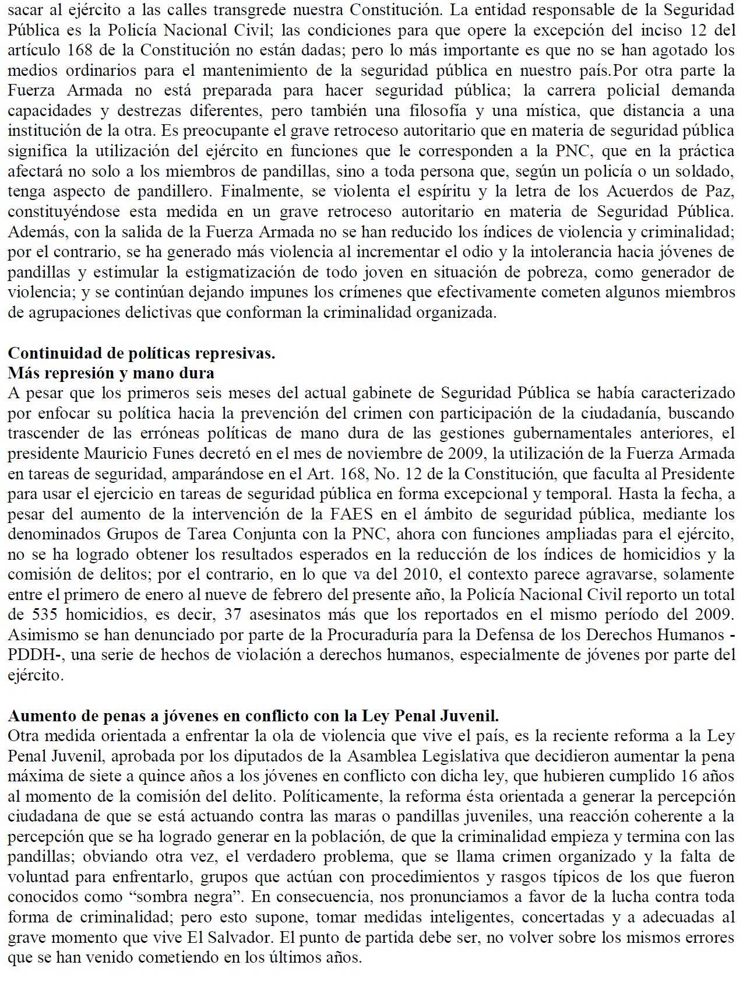 sacar al ejército a las calles transgrede nuestra Constitución. La entidad responsable de la Seguridad
Pública es la Policía Nacional Civil; las condiciones para que opere la excepción del inciso 12 del
artículo 168 de la Constitución no están dadas; pero lo más importante es que no se han agotado los
medios ordinarios para el mantenimiento de la seguridad pública en nuestro país.Por otra parte la
Fuerza Armada no está preparada para hacer seguridad pública; la carrera policial demanda
capacidades y destrezas diferentes, pero también una filosofía y una mística, que distancia a una
institución de la otra. Es preocupante el grave retroceso autoritario que en materia de seguridad pública
significa la utilización del ejército en funciones que le corresponden a la PNC, que en la práctica
afectará no solo a los miembros de pandillas, sino a toda persona que, según un policía o un soldado,
tenga aspecto de pandillero. Finalmente, se violenta el espíritu y la letra de los Acuerdos de Paz,
constituyéndose esta medida en un grave retroceso autoritario en materia de Seguridad Pública.
Además, con la salida de la Fuerza Armada no se han reducido los índices de violencia y criminalidad;
por el contrario, se ha generado más violencia al incrementar el odio y la intolerancia hacia jóvenes de
pandillas y estimular la estigmatización de todo joven en situación de pobreza, como generador de
violencia; y se continúan dejando impunes los crímenes que efectivamente cometen algunos miembros
de agrupaciones delictivas que conforman la criminalidad organizada.
Continuidad de políticas represivas.
Más represión y mano dura
A pesar que los primeros seis meses del actual gabinete de Seguridad Pública se había caracterizado
por enfocar su política hacia la prevención del crimen con participación de la ciudadanía, buscando
trascender de las erróneas políticas de mano dura de las gestiones gubernamentales anteriores, el
presidente Mauricio Funes decretó en el mes de noviembre de 2009, la utilización de la Fuerza Armada
en tareas de seguridad, amparándose en el Art. 168, No. 12 de la Constitución, que faculta al Presidente
para usar el ejercicio en tareas de seguridad pública en forma excepcional y temporal. Hasta la fecha, a
pesar del aumento de la intervención de la FAES en el ámbito de seguridad pública, mediante los
denominados Grupos de Tarea Conjunta con la PNC, ahora con funciones ampliadas para el ejército,
no se ha logrado obtener los resultados esperados en la reducción de los índices de homicidios y la
comisión de delitos; por el contrario, en lo que va del 2010, el contexto parece agravarse, solamente
entre el primero de enero al nueve de febrero del presente año, la Policía Nacional Civil reporto un total
de 535 homicidios, es decir, 37 asesinatos más que los reportados en el mismo período del 2009.
Asimismo se han denunciado por parte de la Procuraduría para la Defensa de los Derechos Humanos -
PDDH-, una serie de hechos de violación a derechos humanos, especialmente de jóvenes por parte del
ejército.
Aumento de penas a jóvenes en conflicto con la Ley Penal Juvenil.
Otra medida orientada a enfrentar la ola de violencia que vive el país, es la reciente reforma a la Ley
Penal Juvenil, aprobada por los diputados de la Asamblea Legislativa que decidieron aumentar la pena
máxima de siete a quince años a los jóvenes en conflicto con dicha ley, que hubieren cumplido 16 años
al momento de la comisión del delito. Políticamente, la reforma ésta orientada a generar la percepción
ciudadana de que se está actuando contra las maras o pandillas juveniles, una reacción coherente a la
percepción que se ha logrado generar en la población, de que la criminalidad empieza y termina con las
pandillas; obviando otra vez, el verdadero problema, que se llama crimen organizado y la falta de
voluntad para enfrentarlo, grupos que actúan con procedimientos y rasgos típicos de los que fueron
conocidos como “sombra negra”. En consecuencia, nos pronunciamos a favor de la lucha contra toda
forma de criminalidad; pero esto supone, tomar medidas inteligentes, concertadas y a adecuadas al
grave momento que vive El Salvador. El punto de partida debe ser, no volver sobre los mismos errores
que se han venido cometiendo en los últimos años.